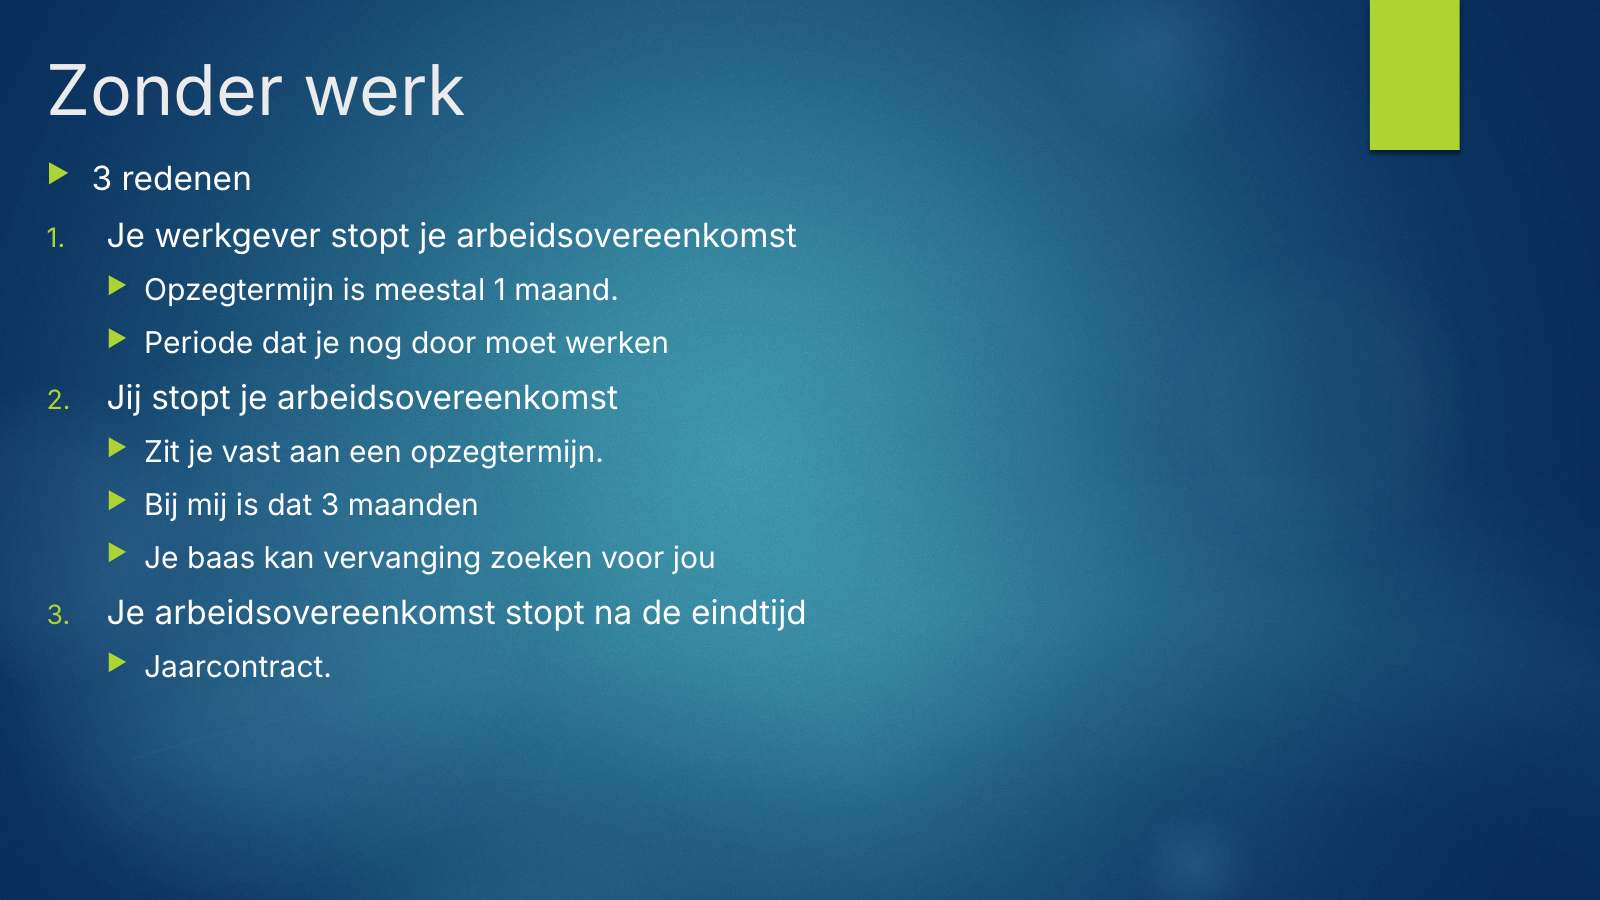 Zonder werk
3 redenen
1. Je werkgever stopt je arbeidsovereenkomst
Opzegtermijn is meestal 1 maand.
Periode dat je nog door moet werken
2. Jij stopt je arbeidsovereenkomst
Zit je vast aan een opzegtermijn.
Bij mij is dat 3 maanden
Je baas kan vervanging zoeken voor jou
3. Je arbeidsovereenkomst stopt na de eindtijd
Jaarcontract.